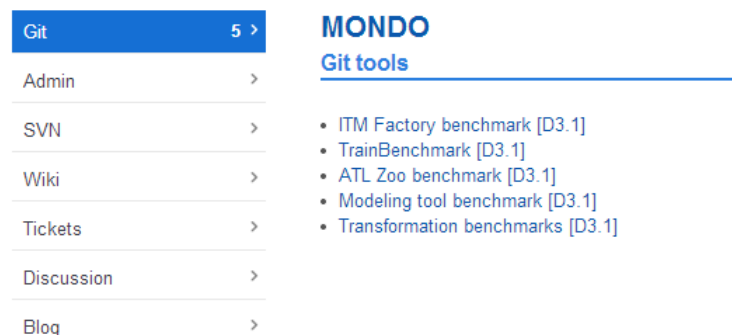 Git 5 >
Admin >
SVN >
Wiki >
Tickets >
Discussion >
Blog >
MONDO
Git tools
• ITM Factory benchmark [D3.1]
• TrainBenchmark [D3.1]
• ATL Zoo benchmark [D3.1]
• Modeling tool benchmark [D3.1]
• Transformation benchmarks [D3.1]